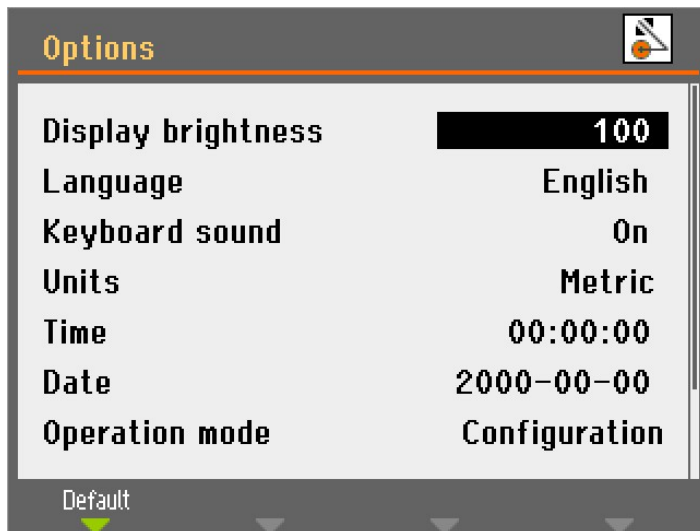 Options
Display brightness 100
Language English
Keyboard sound On
Units Metric
Time 00:00:00
Date 2000-00-00
Operation mode Configuration
Default